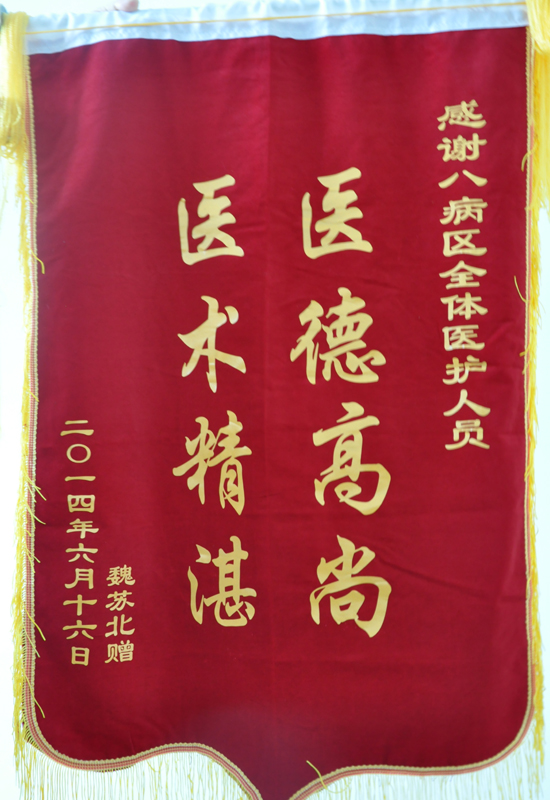 感谢八病区全体医护人员
医德高尚
医术精湛
魏苏北赠
二〇一四年六月十六日